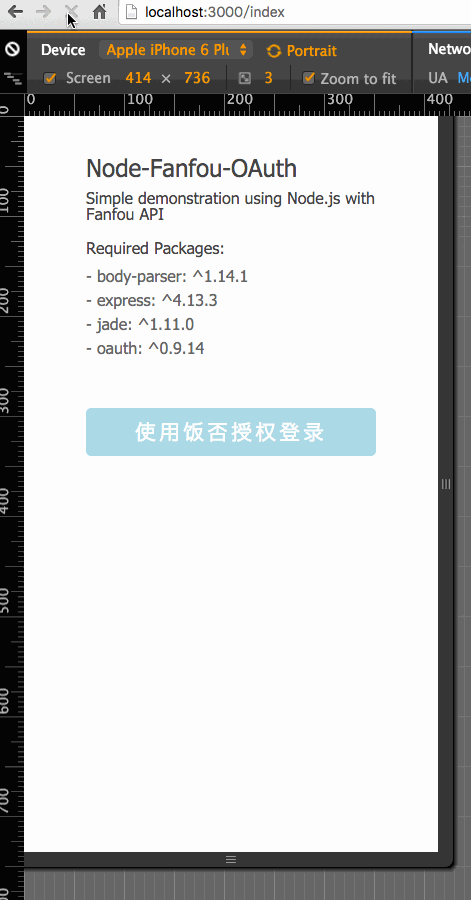 localhost:3000/index
Device Apple iPhone 6 Plu Portrait Netwo
Screen 414 × 736 3 Zoom to fit UA M
0 100 200 300 400
0
100
200
300
400
500
600
700
Node-Fanfou-OAuth
Simple demonstration using Node.js with
Fanfou API
Required Packages:
- body-parser: ^1.14.1
- express: ^4.13.3
- jade: ^1.11.0
- oauth: ^0.9.14
使用饭否授权登录